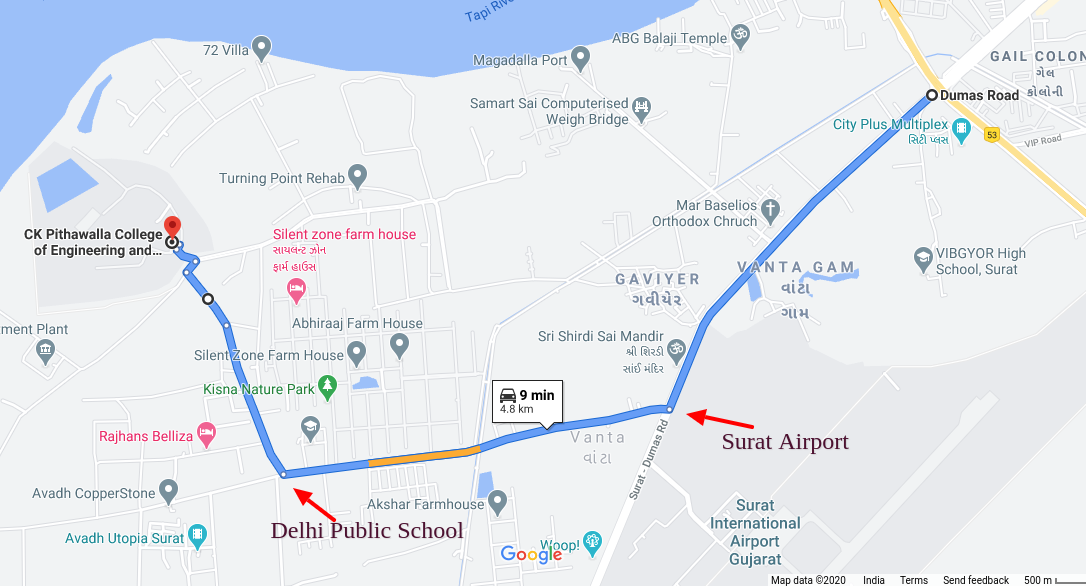 Tapi River
72 Villa
ABG Balaji Temple
Magadalla Port
GAIL COLON
ગેલ
કોલોની
Dumas Road
Samart Sai Computerised
Weigh Bridge
City Plus Multiplex
સિટી પ્લસ
53
VIP Road
Turning Point Rehab
Mar Baselios
Orthodox Chruch
CK Pithawalla College
of Engineering and...
Silent zone farm house
સાયલન્ટ ઝોન
ફાર્મ હાઉસ
VIBGYOR High
School, Surat
GAVIYER
ગવીયેર
VANTA GAM
વાંટા
ગામ
ment Plant
Abhiraaj Farm House
Sri Shirdi Sai Mandir
શ્રી શિરડી
સાંઈ મંદિર
Silent Zone Farm House
Kisna Nature Park
9 min
4.8 km
Rajhans Belliza
Vanta
વાંટા
Surat - Dumas Rd
Surat Airport
Avadh CopperStone
Akshar Farmhouse
Surat
International
Airport
Gujarat
Delhi Public School
Avadh Utopia Surat
Woop!
Google
Map data ©2020 India Terms Send feedback 500 m